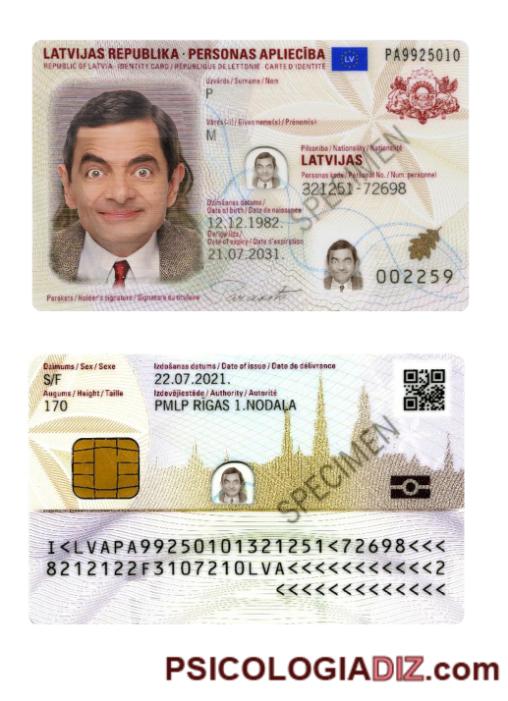 LATVIJAS REPUBLIKA · PERSONAS APLIECĪBA LV PA9925010
REPUBLIC OF LATVIA · IDENTITY CARD / RÉPUBLIQUE DE LETTONIE · CARTE D'IDENTITÉ
Uzvārds / Surname / Nom
P
Vārds(-i) / Given name(s) / Prénom(s)
M
Pilsonība / Nationality / Nationalité
LATVIJAS
Personas kods / Personal No. / Num. personnel
321251-72698
Dzimšanas datums /
Date of birth / Date de naissance
12.12.1982.
Derīga līdz /
Date of expiry / Date d'expiration
21.07.2031.
SPECIMEN
002259
Paraksts / Holder's signature / Signature du titulaire
Dzimums / Sex / Sexe
S/F
Izdošanas datums / Date of issue / Date de délivrance
22.07.2021.
Augums / Height / Taille
170
Izdevējiestāde / Authority / Autorité
PMLP RĪGAS 1.NODAĻA
SPECIMEN
I<LVAPA99250101321251<72698<<<
8212122F3107210LVA<<<<<<<<<<<2
<<<<<<<<<<<<<
PSICOLOGIADIZ.com